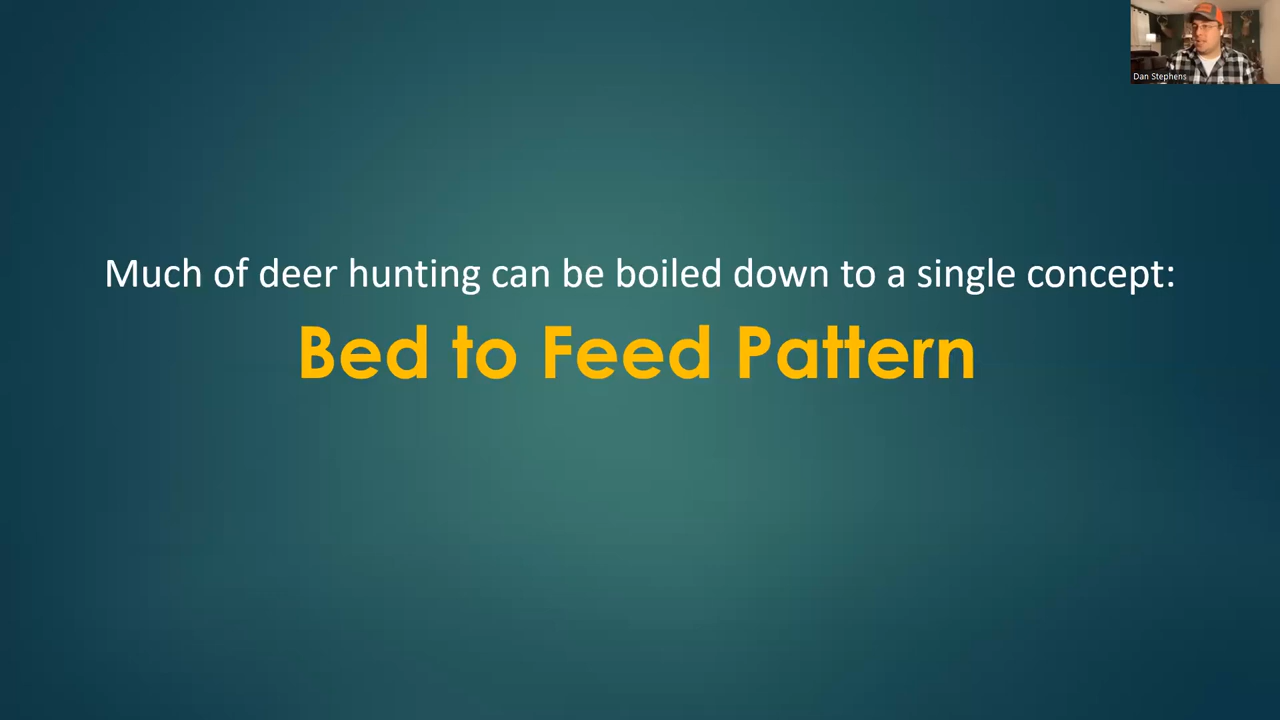 Dan Stephens
Much of deer hunting can be boiled down to a single concept:
Bed to Feed Pattern